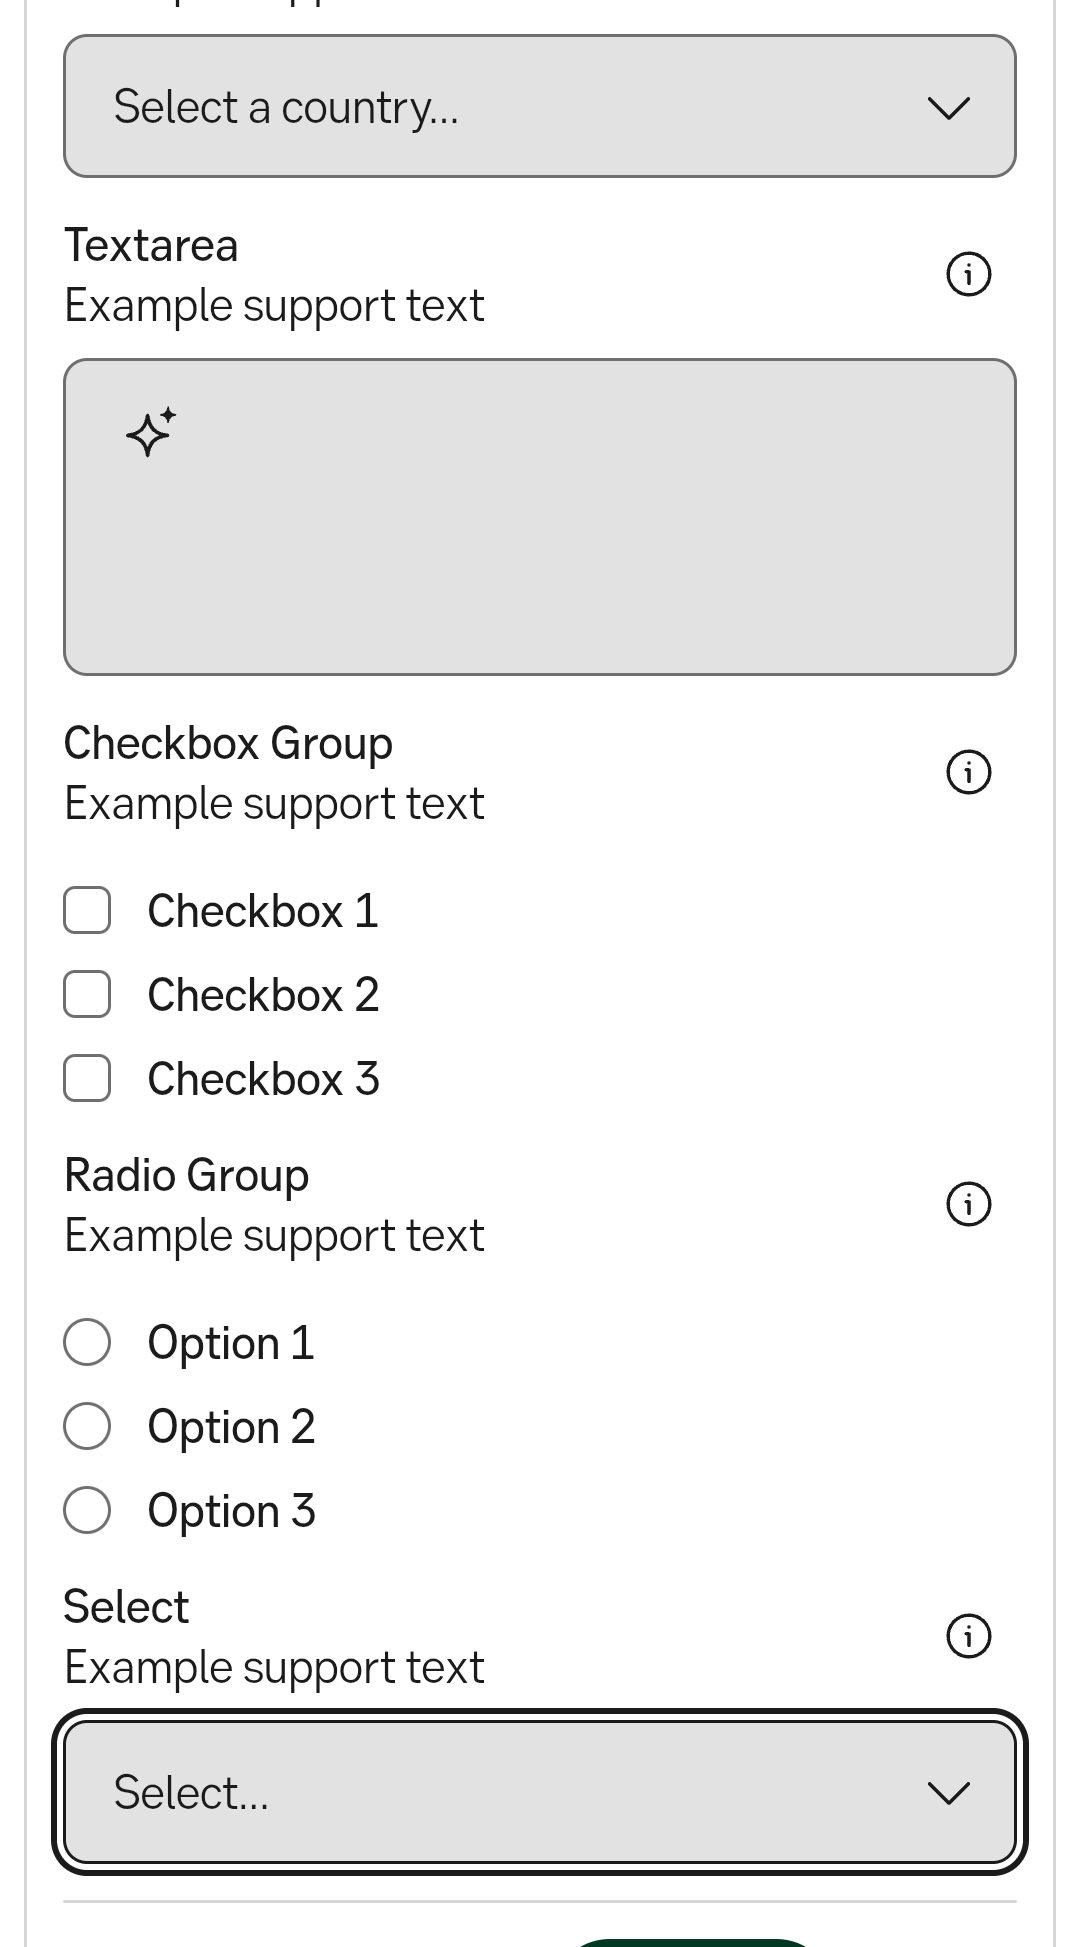 Select a country...
Textarea
Example support text
Checkbox Group
Example support text
Checkbox 1
Checkbox 2
Checkbox 3
Radio Group
Example support text
Option 1
Option 2
Option 3
Select
Example support text
Select...